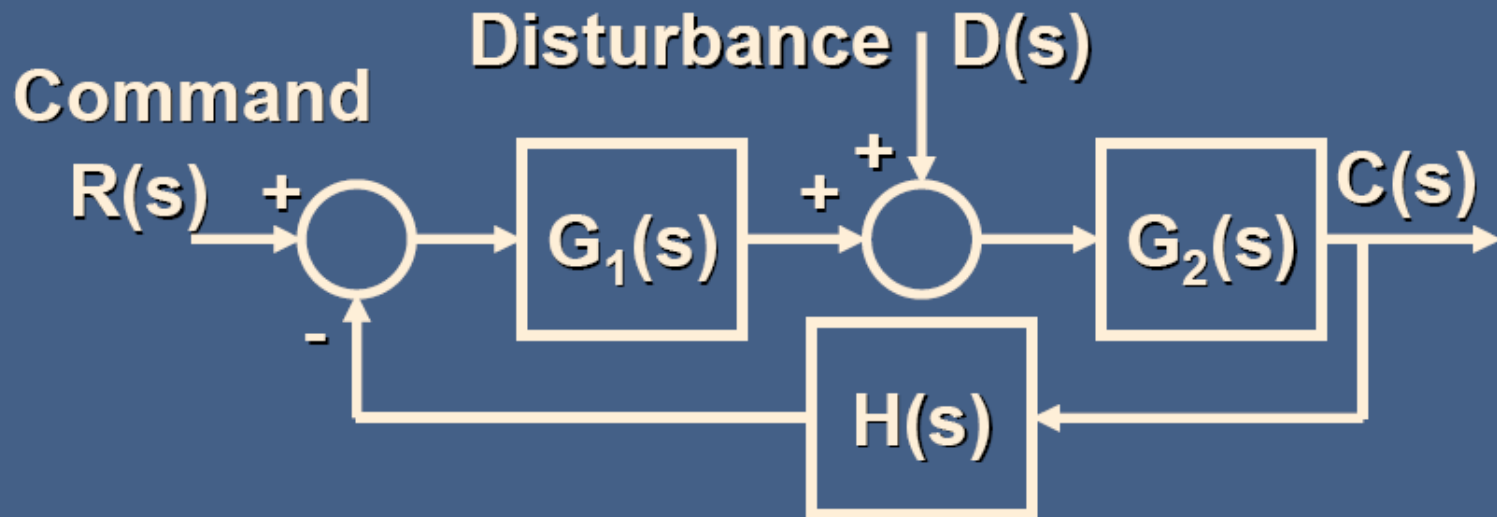 Disturbance D(s)
Command
R(s) + + + C(s)
G₁(s) G₂(s)
-
H(s)